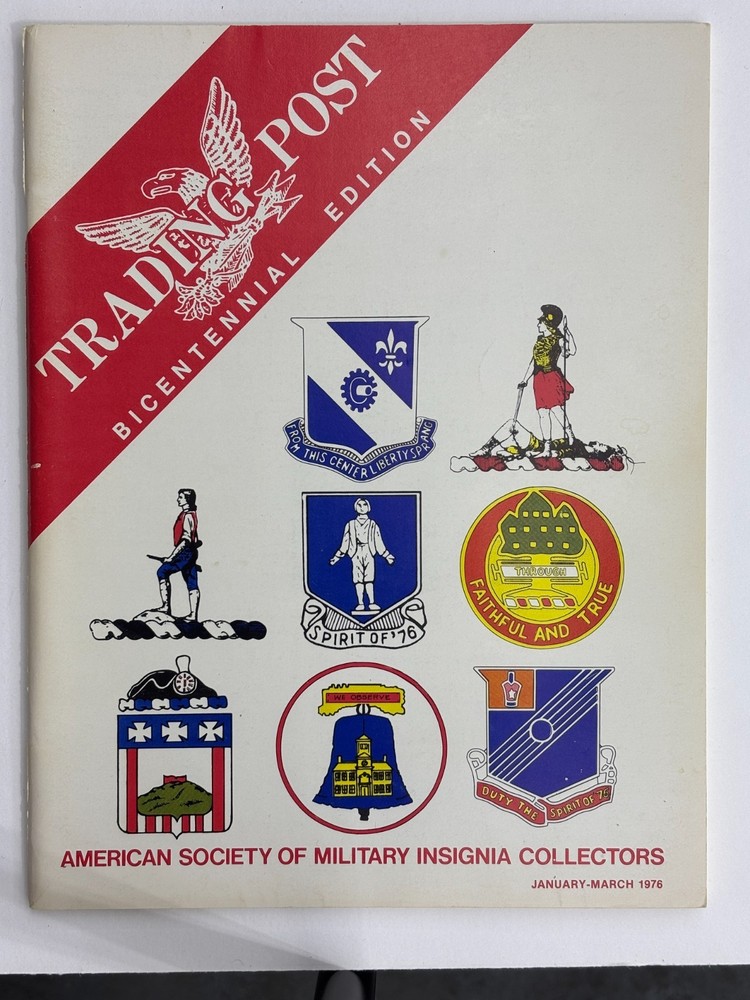 TRADING POST
BICENTENNIAL EDITION
FROM THIS CENTER LIBERTY SPRANG
SPIRIT OF '76
THROUGH
FAITHFUL AND TRUE
WE OBSERVE
DUTY THE SPIRIT OF 76
AMERICAN SOCIETY OF MILITARY INSIGNIA COLLECTORS
JANUARY-MARCH 1976